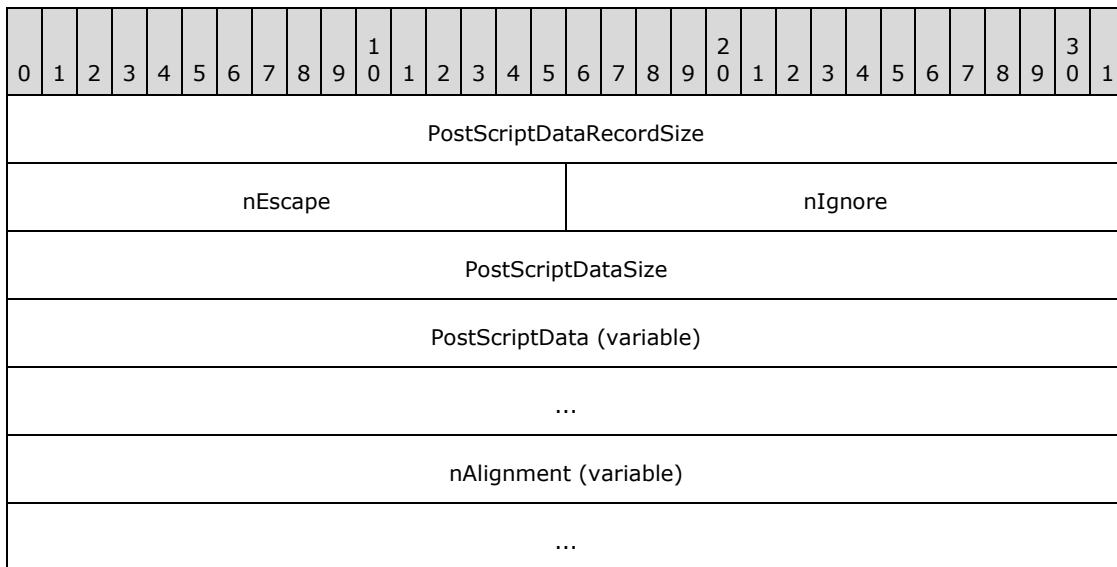 1 2 3
0 1 2 3 4 5 6 7 8 9 0 1 2 3 4 5 6 7 8 9 0 1 2 3 4 5 6 7 8 9 0 1
PostScriptDataRecordSize
nEscape nIgnore
PostScriptDataSize
PostScriptData (variable)
...
nAlignment (variable)
...